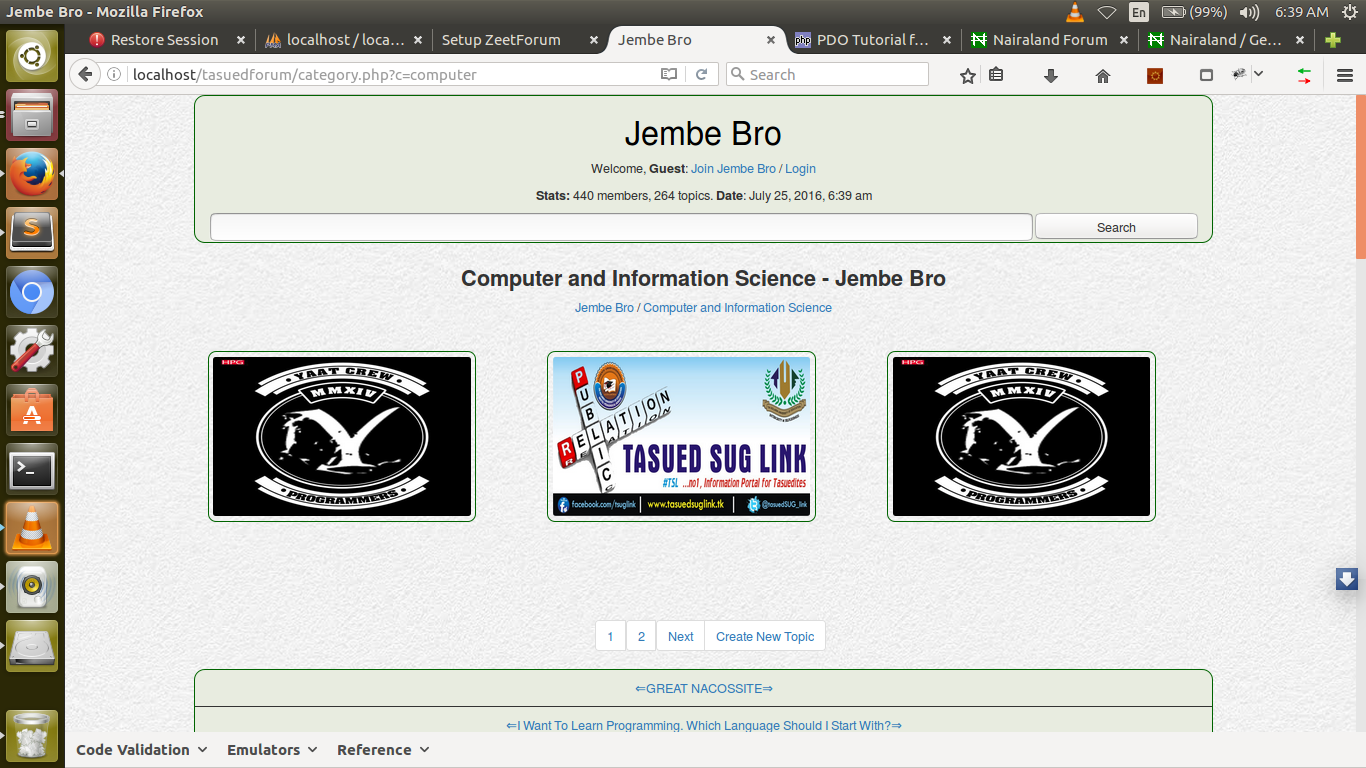 Jembe Bro - Mozilla Firefox
En
(99%)
6:39 AM
Restore Session
localhost / loca...
Setup ZeetForum
Jembe Bro
php
PDO Tutorial f...
Nairaland Forum
Nairaland / Ge...
localhost/tasuedforum/category.php?c=computer
Search
Jembe Bro
Welcome, Guest: Join Jembe Bro / Login
Stats: 440 members, 264 topics. Date: July 25, 2016, 6:39 am
Search
Computer and Information Science - Jembe Bro
Jembe Bro / Computer and Information Science
HPG
YAAT CREW
MMXIV
PROGRAMMERS
PUBLIC
RELATION
TASUED SUG LINK
#TSL ...no1, Information Portal for Tasuedites
facebook.com/tsuglink | www.tasuedsuglink.tk | @tasuedSUG_link
HPG
YAAT CREW
MMXIV
PROGRAMMERS
1 2 Next Create New Topic
⇐GREAT NACOSSITE⇒
⇐I Want To Learn Programming. Which Language Should I Start With?⇒
Code Validation Emulators Reference